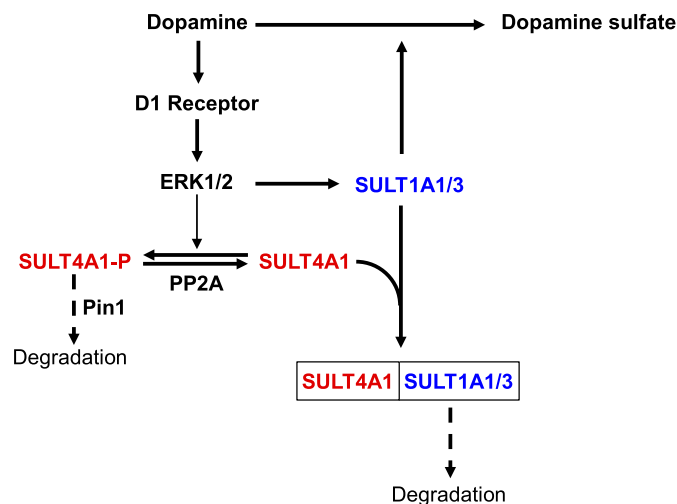 Dopamine
Dopamine sulfate
D1 Receptor
ERK1/2
SULT1A1/3
SULT4A1-P
PP2A
SULT4A1
Pin1
Degradation
SULT4A1
SULT1A1/3
Degradation